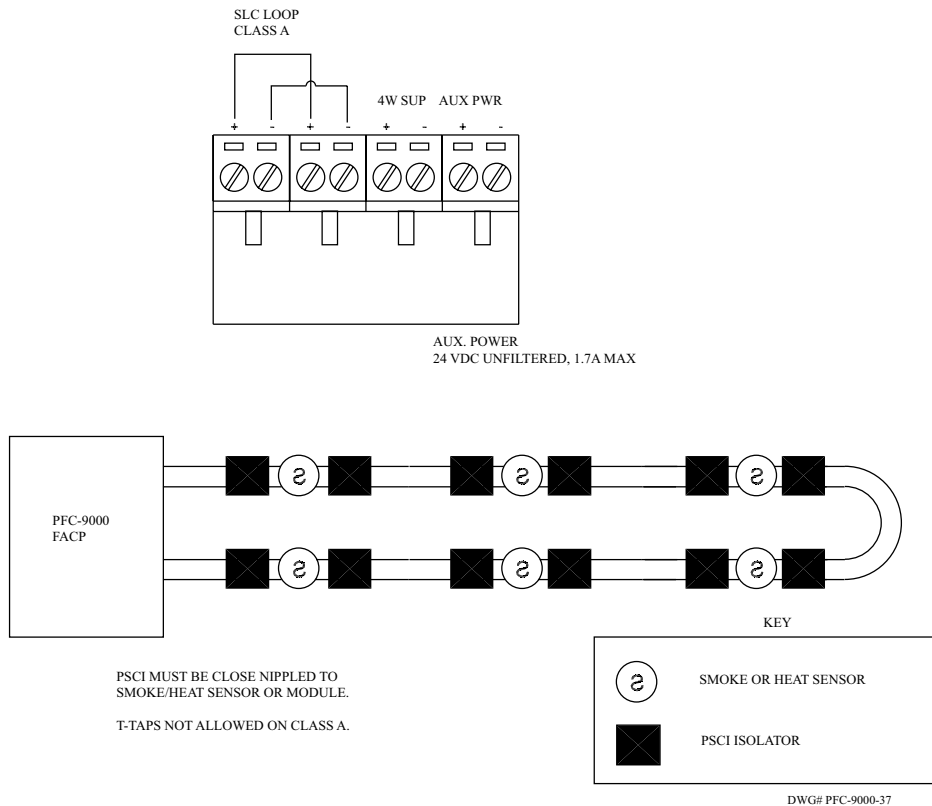 SLC LOOP
CLASS A
4W SUP AUX PWR
+ - + - + - + -
AUX. POWER
24 VDC UNFILTERED, 1.7A MAX
PFC-9000
FACP
S S S
S S S
PSCI MUST BE CLOSE NIPPLED TO
SMOKE/HEAT SENSOR OR MODULE.
T-TAPS NOT ALLOWED ON CLASS A.
KEY
S SMOKE OR HEAT SENSOR
PSCI ISOLATOR
DWG# PFC-9000-37